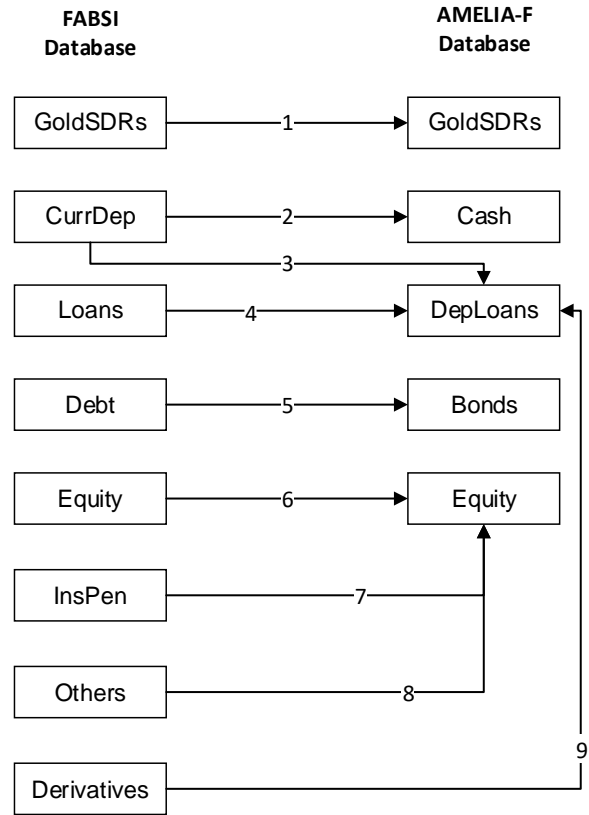 FABSI
Database
AMELIA-F
Database
GoldSDRs
1
GoldSDRs
CurrDep
2
Cash
3
Loans
4
DepLoans
Debt
5
Bonds
Equity
6
Equity
InsPen
7
Others
8
9
Derivatives